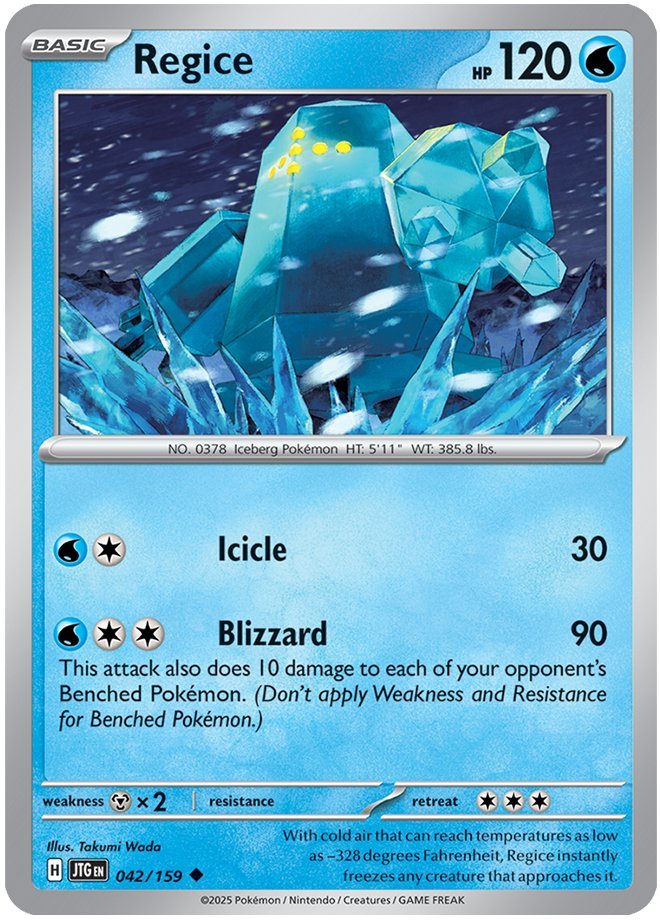 BASIC
Regice
HP 120
NO. 0378 Iceberg Pokémon HT: 5'11" WT: 385.8 lbs.
Icicle 30
Blizzard 90
This attack also does 10 damage to each of your opponent's
Benched Pokémon. (Don't apply Weakness and Resistance
for Benched Pokémon.)
weakness × 2 resistance retreat
Illus. Takumi Wada
With cold air that can reach temperatures as low
as –328 degrees Fahrenheit, Regice instantly
freezes any creature that approaches it.
H JTG EN 042/159
©2025 Pokémon / Nintendo / Creatures / GAME FREAK